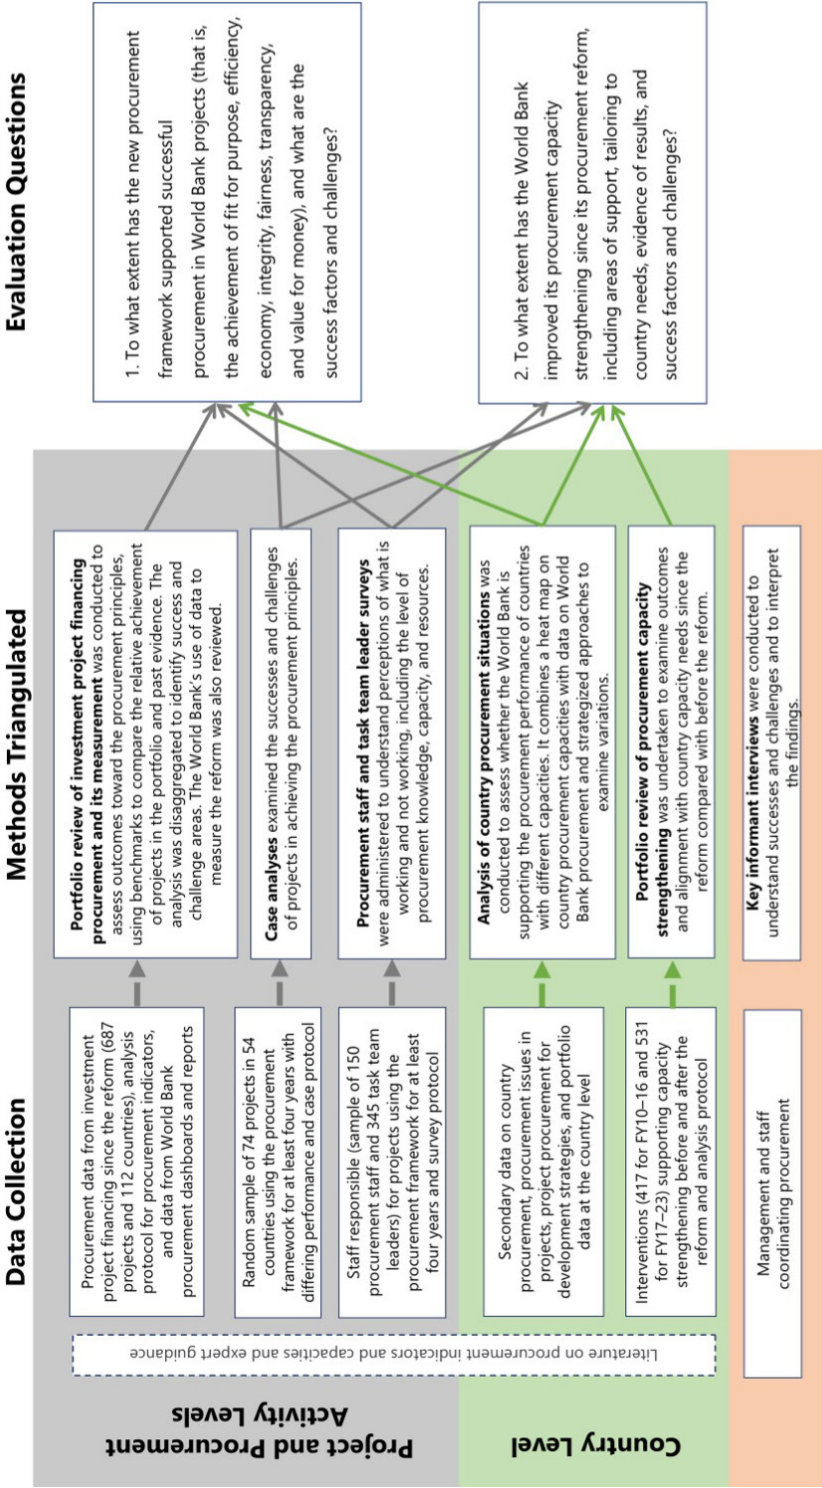 Data Collection
Methods Triangulated
Evaluation Questions
Project and Procurement
Activity Levels
Literature on procurement indicators and capacities and expert guidance
Procurement data from investment
project financing since the reform (687
projects and 112 countries), analysis
protocol for procurement indicators,
and data from World Bank
procurement dashboards and reports
Portfolio review of investment project financing
procurement and its measurement was conducted to
assess outcomes toward the procurement principles,
using benchmarks to compare the relative achievement
of projects in the portfolio and past evidence. The
analysis was disaggregated to identify success and
challenge areas. The World Bank’s use of data to
measure the reform was also reviewed.
Random sample of 74 projects in 54
countries using the procurement
framework for at least four years with
differing performance and case protocol
Case analyses examined the successes and challenges
of projects in achieving the procurement principles.
Staff responsible (sample of 150
procurement staff and 345 task team
leaders) for projects using the
procurement framework for at least
four years and survey protocol
Procurement staff and task team leader surveys
were administered to understand perceptions of what is
working and not working, including the level of
procurement knowledge, capacity, and resources.
Country Level
Secondary data on country
procurement, procurement issues in
projects, project procurement for
development strategies, and portfolio
data at the country level
Analysis of country procurement situations was
conducted to assess whether the World Bank is
supporting the procurement performance of countries
with different capacities. It combines a heat map on
country procurement capacities with data on World
Bank procurement and strategized approaches to
examine variations.
Interventions (417 for FY10–16 and 531
for FY17–23) supporting capacity
strengthening before and after the
reform and analysis protocol
Portfolio review of procurement capacity
strengthening was undertaken to examine outcomes
and alignment with country capacity needs since the
reform compared with before the reform.
Management and staff
coordinating procurement
Key informant interviews were conducted to
understand successes and challenges and to interpret
the findings.
1. To what extent has the new procurement
framework supported successful
procurement in World Bank projects (that is,
the achievement of fit for purpose, efficiency,
economy, integrity, fairness, transparency,
and value for money), and what are the
success factors and challenges?
2. To what extent has the World Bank
improved its procurement capacity
strengthening since its procurement reform,
including areas of support, tailoring to
country needs, evidence of results, and
success factors and challenges?